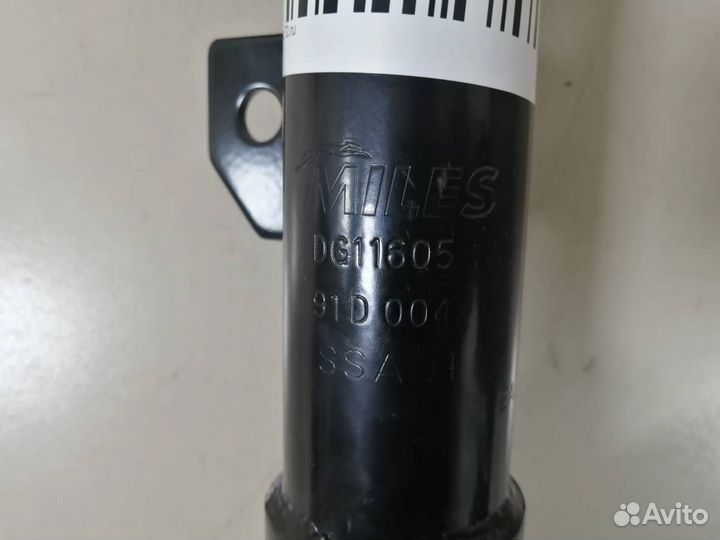 MILES
DG11605
91D 004
SSA01
Avito